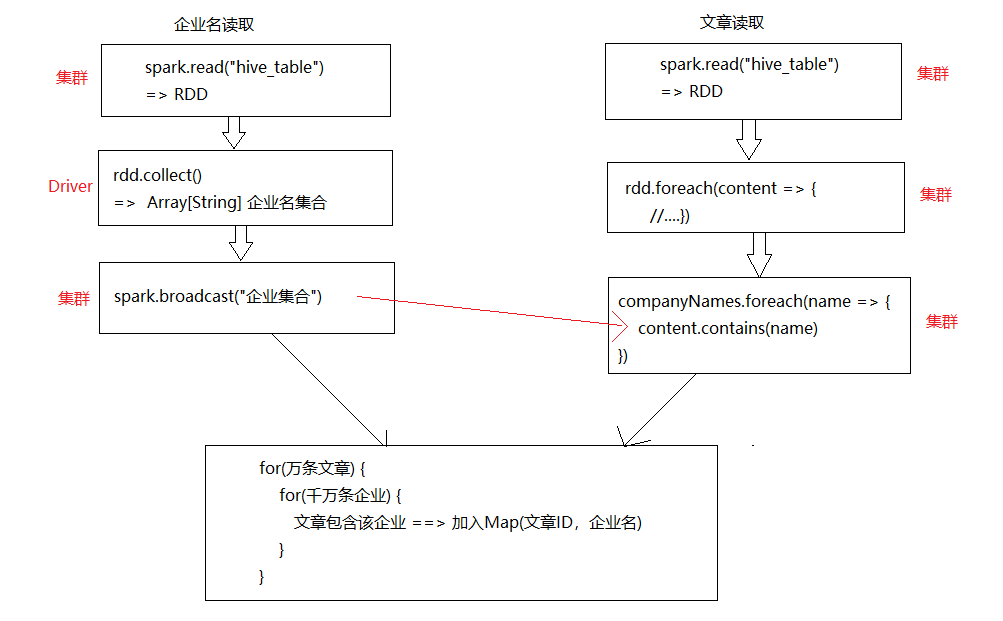 企业名读取
集群
spark.read("hive_table")
=> RDD
Driver
rdd.collect()
=> Array[String] 企业名集合
集群
spark.broadcast("企业集合")
文章读取
spark.read("hive_table")
=> RDD
集群
rdd.foreach(content => {
//....})
集群
companyNames.foreach(name => {
content.contains(name)
})
集群
for(万条文章) {
for(千万条企业) {
文章包含该企业 ==> 加入Map(文章ID，企业名)
}
}